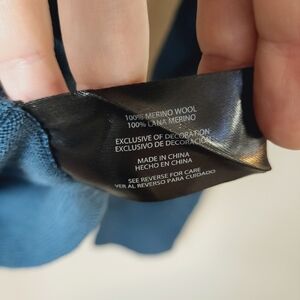 100% MERINO WOOL
100% LANA MERINO
EXCLUSIVE OF DECORATION
EXCLUSIVO DE DECORACIÓN
MADE IN CHINA
HECHO EN CHINA
SEE REVERSE FOR CARE
VER AL REVERSO PARA CUIDADO